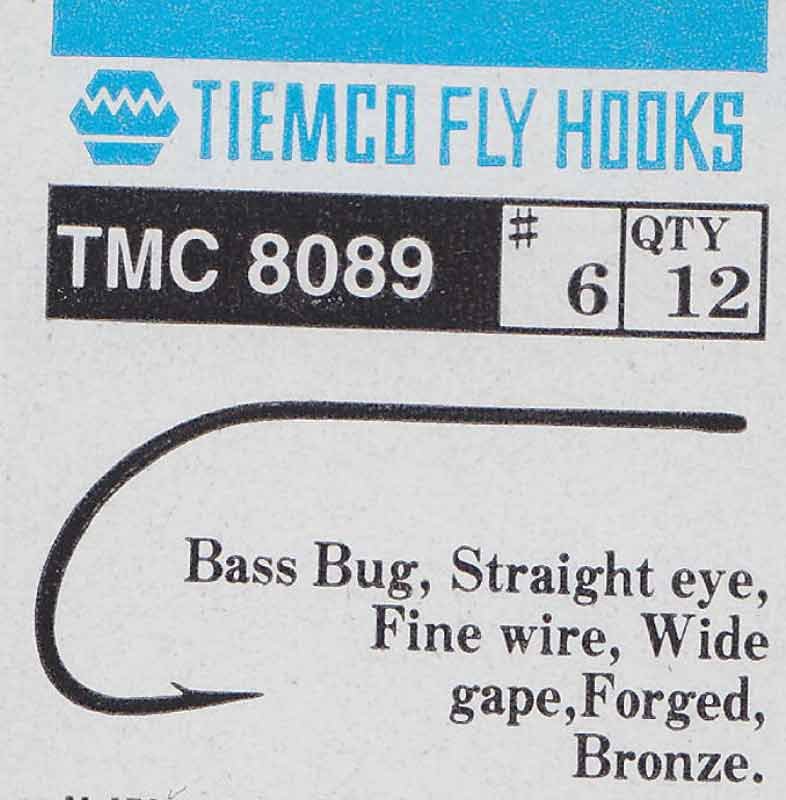 TIEMCO FLY HOOKS
TMC 8089
#
6
QTY
12
Bass Bug, Straight eye,
Fine wire, Wide
gape,Forged,
Bronze.